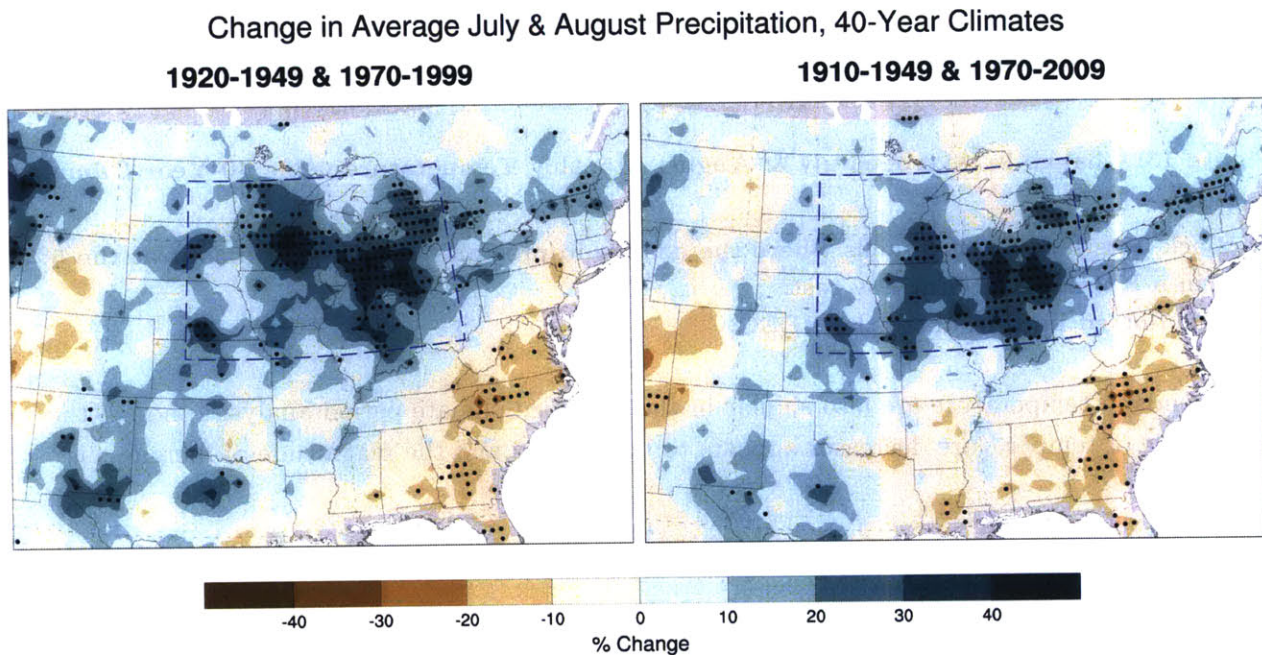 Change in Average July & August Precipitation, 40-Year Climates
1920-1949 & 1970-1999
1910-1949 & 1970-2009
-40 -30 -20 -10 0 10 20 30 40
% Change